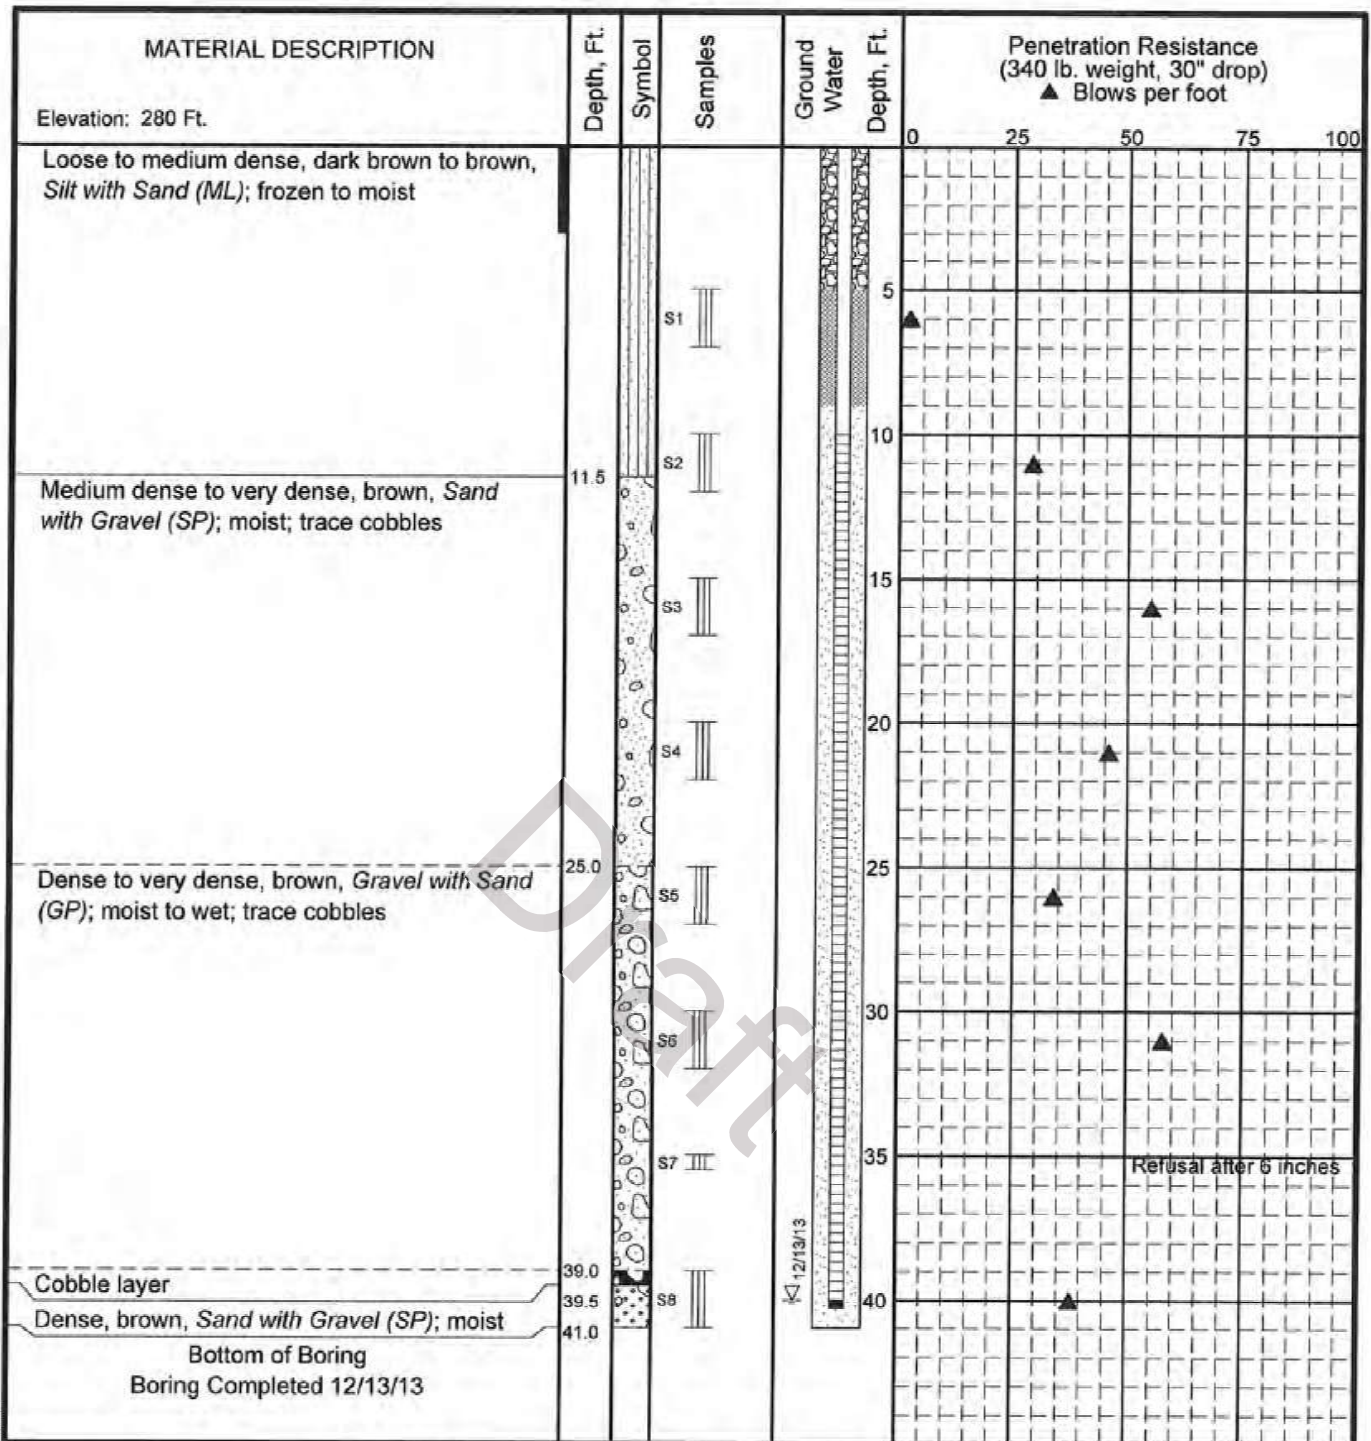 MATERIAL DESCRIPTION
Elevation: 280 Ft.
Depth, Ft.
Symbol
Samples
Ground
Water
Depth, Ft.
Penetration Resistance
(340 lb. weight, 30" drop)
▲ Blows per foot
0 25 50 75 100
Loose to medium dense, dark brown to brown,
Silt with Sand (ML); frozen to moist
S1
5
S2
10
11.5
Medium dense to very dense, brown, Sand
with Gravel (SP); moist; trace cobbles
S3
15
S4
20
25.0
25
Dense to very dense, brown, Gravel with Sand
(GP); moist to wet; trace cobbles
S5
S6
30
S7
35
Refusal after 6 inches
12/13/13
39.0
Cobble layer
39.5
S8
40
Dense, brown, Sand with Gravel (SP); moist
41.0
Bottom of Boring
Boring Completed 12/13/13
Draft